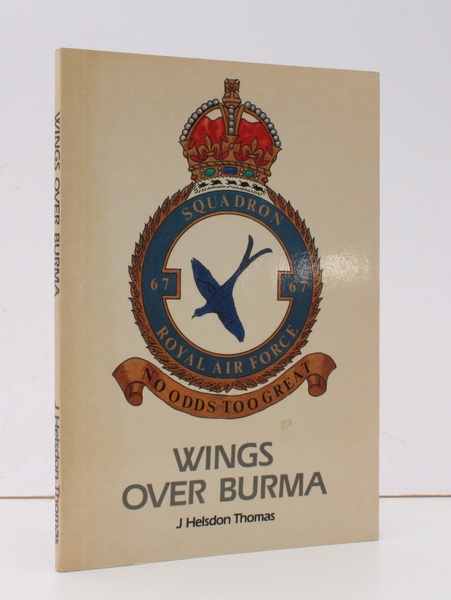 WINGS OVER BURMA
J Helsdon Thomas
SQUADRON
67 67
ROYAL AIR FORCE
NO ODDS TOO GREAT
WINGS
OVER BURMA
J Helsdon Thomas